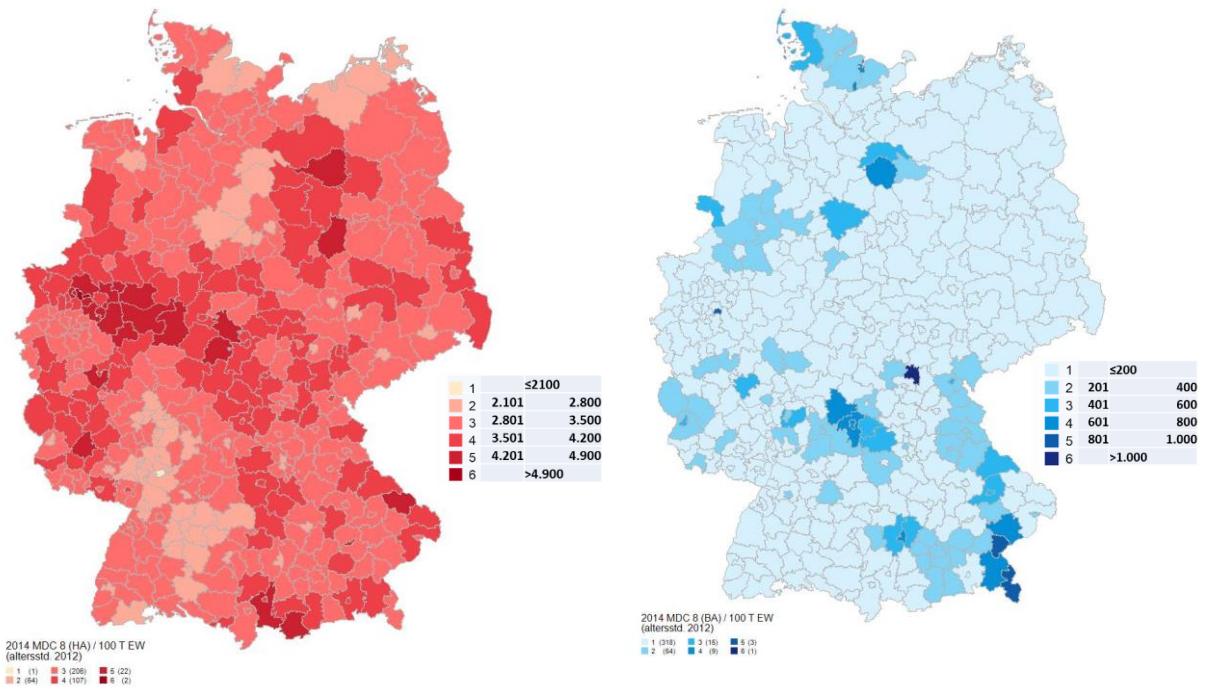 1 ≤2100
2 2.101 2.800
3 2.801 3.500
4 3.501 4.200
5 4.201 4.900
6 >4.900
2014 MDC 8 (HA) / 100 T EW
(altersstd. 2012)
1 (1) 3 (206) 5 (22)
2 (64) 4 (107) 6 (2)
1 ≤200
2 201 400
3 401 600
4 601 800
5 801 1.000
6 >1.000
2014 MDC 8 (BA) / 100 T EW
(altersstd. 2012)
1 (318) 3 5 (3)
2 4 (9) 6 (1)